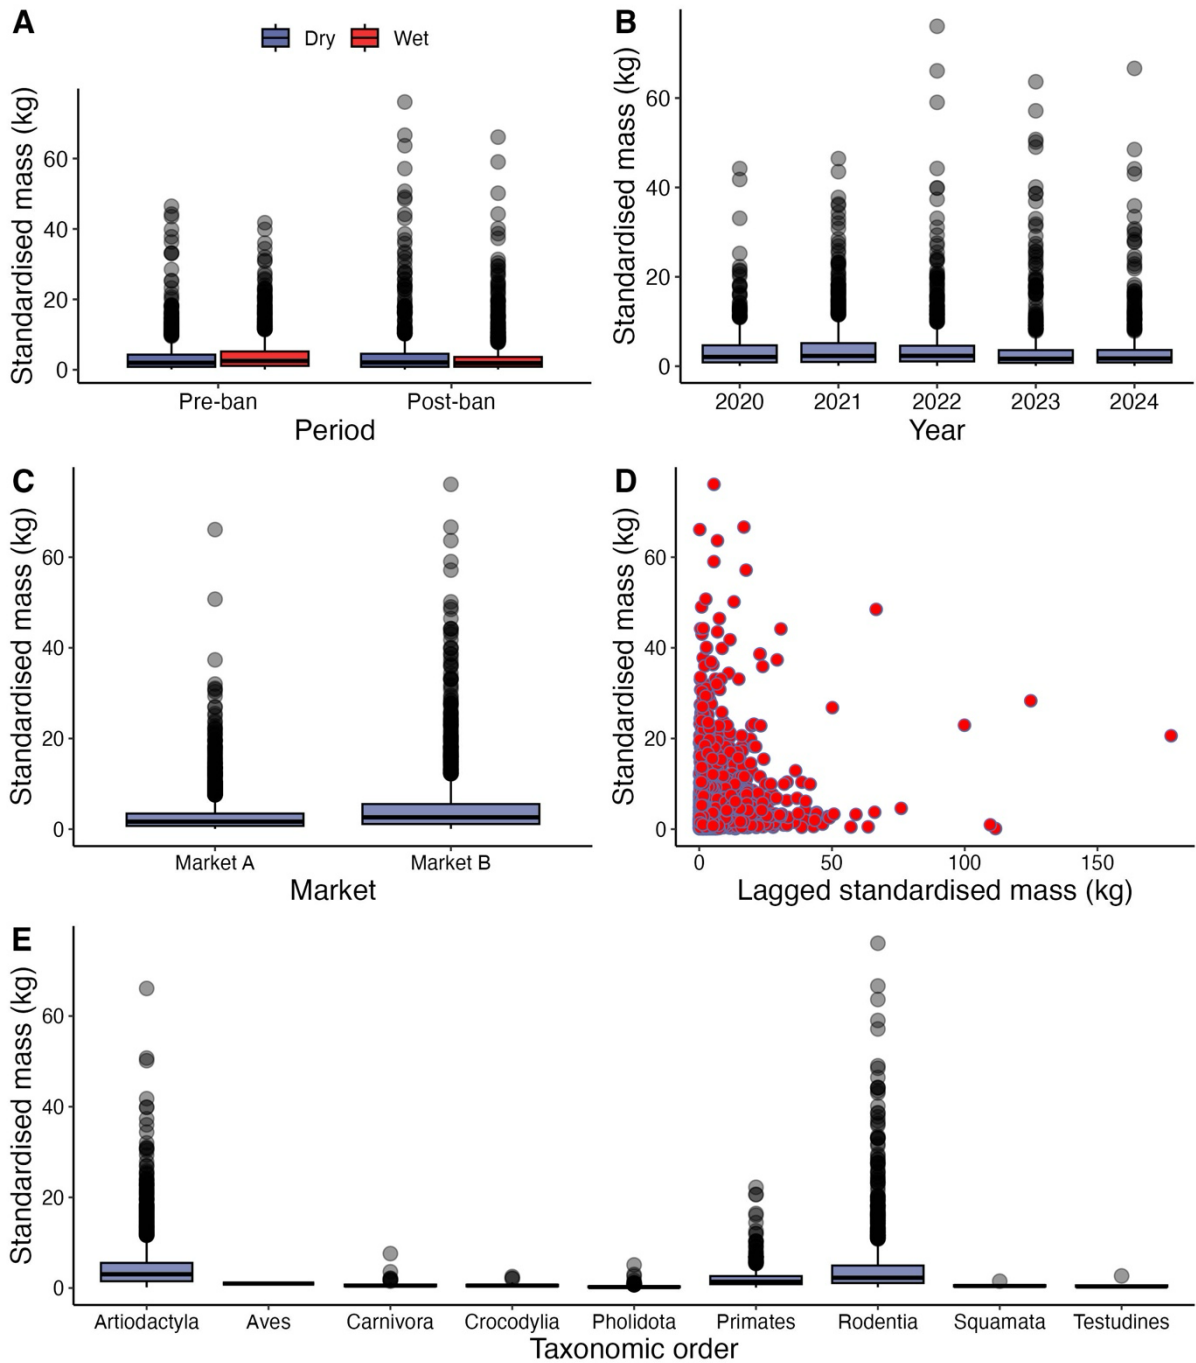 A
Dry Wet
Standardised mass (kg)
60
40
20
0
Pre-ban Post-ban
Period
B
Standardised mass (kg)
60
40
20
0
2020 2021 2022 2023 2024
Year
C
Standardised mass (kg)
60
40
20
0
Market A Market B
Market
D
Standardised mass (kg)
60
40
20
0
0 50 100 150
Lagged standardised mass (kg)
E
Standardised mass (kg)
60
40
20
0
Artiodactyla Aves Carnivora Crocodylia Pholidota Primates Rodentia Squamata Testudines
Taxonomic order